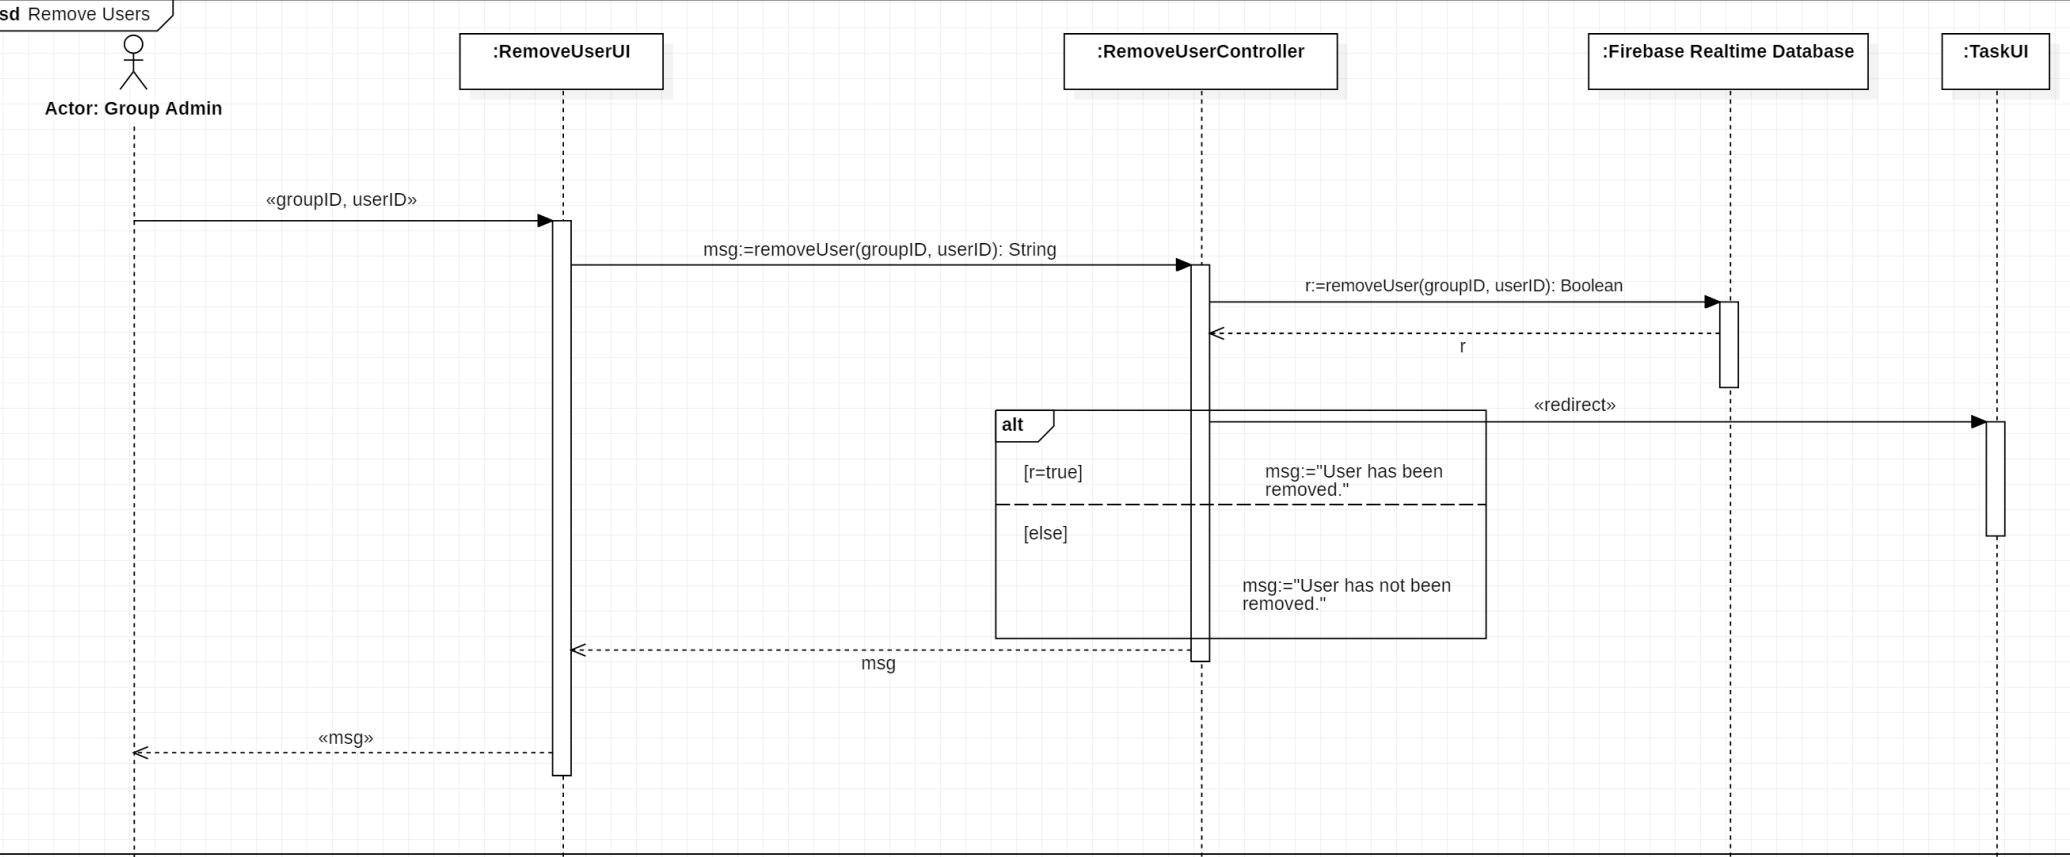 sd Remove Users
Actor: Group Admin
:RemoveUserUI
:RemoveUserController
:Firebase Realtime Database
:TaskUI
«groupID, userID»
msg:=removeUser(groupID, userID): String
r:=removeUser(groupID, userID): Boolean
r
«redirect»
alt
[r=true]
msg:="User has been
removed."
[else]
msg:="User has not been
removed."
msg
«msg»